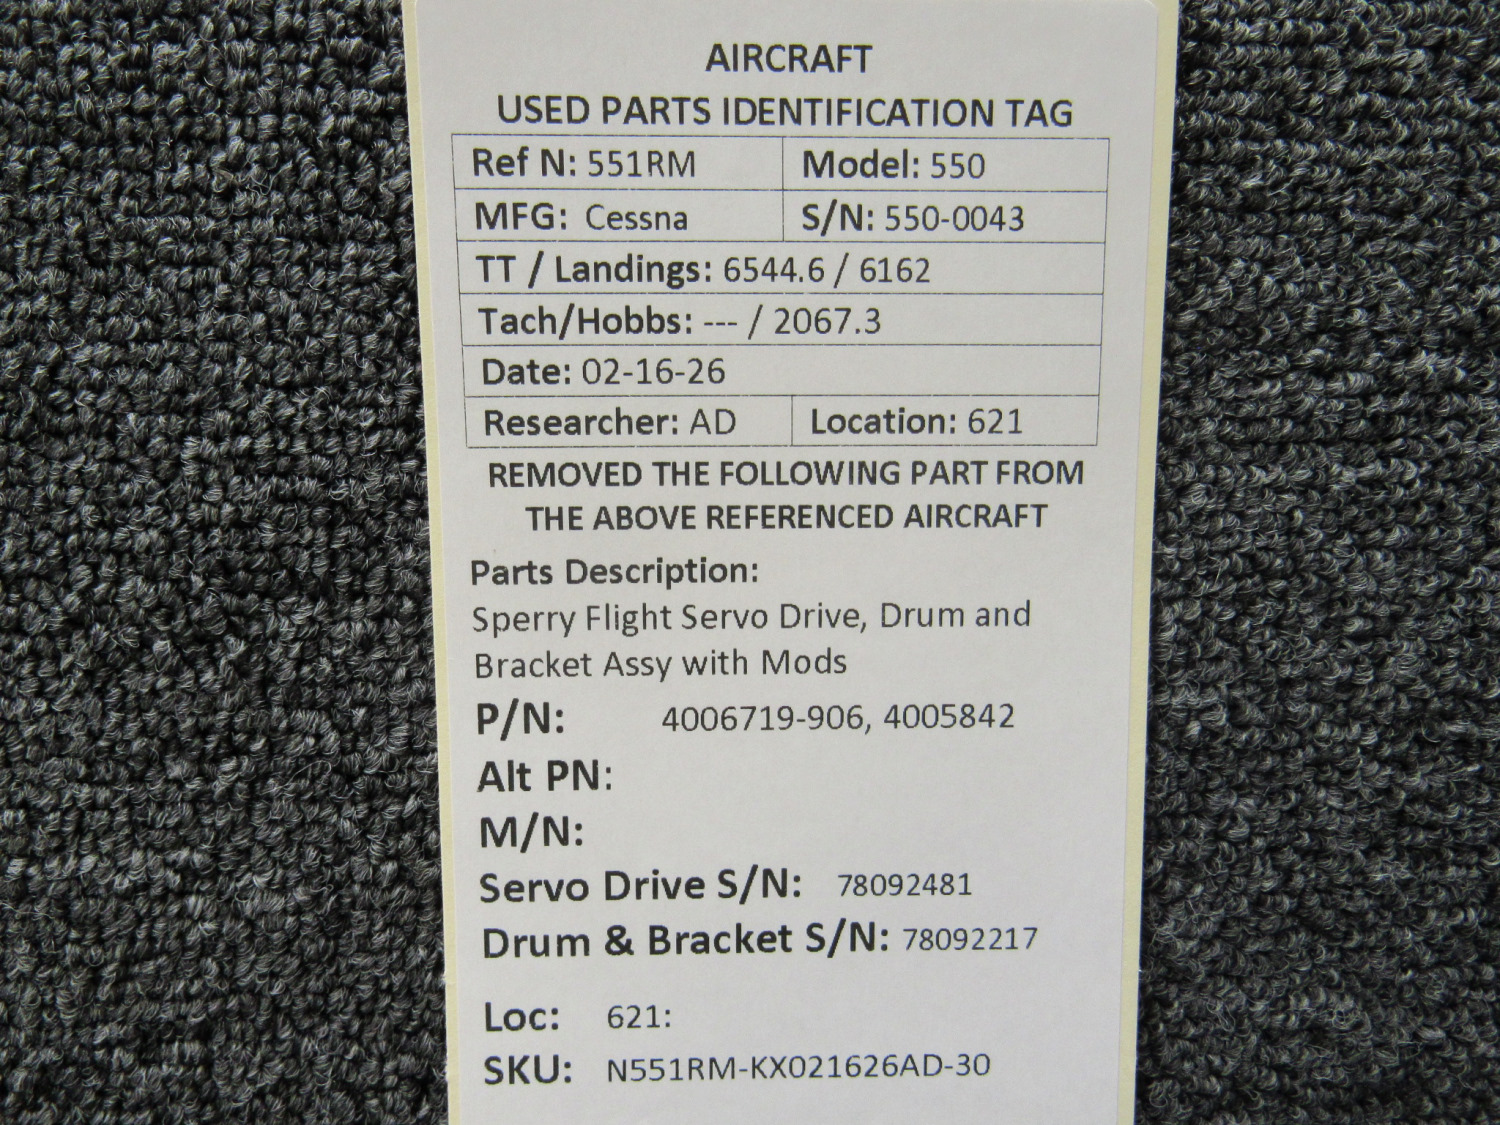 AIRCRAFT
USED PARTS IDENTIFICATION TAG
Ref N: 551RM Model: 550
MFG: Cessna S/N: 550-0043
TT / Landings: 6544.6 / 6162
Tach/Hobbs: --- / 2067.3
Date: 02-16-26
Researcher: AD Location: 621
REMOVED THE FOLLOWING PART FROM
THE ABOVE REFERENCED AIRCRAFT
Parts Description:
Sperry Flight Servo Drive, Drum and
Bracket Assy with Mods
P/N: 4006719-906, 4005842
Alt PN:
M/N:
Servo Drive S/N: 78092481
Drum & Bracket S/N: 78092217
Loc: 621:
SKU: N551RM-KX021626AD-30